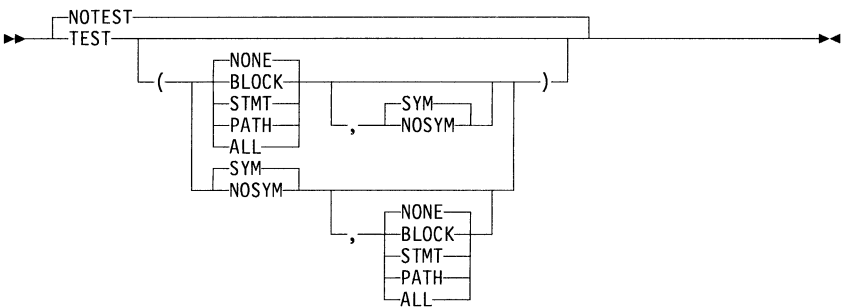 NOTEST
TEST
NONE
( BLOCK )
STMT SYM
PATH , NOSYM
ALL
SYM
NOSYM
NONE
, BLOCK
STMT
PATH
ALL